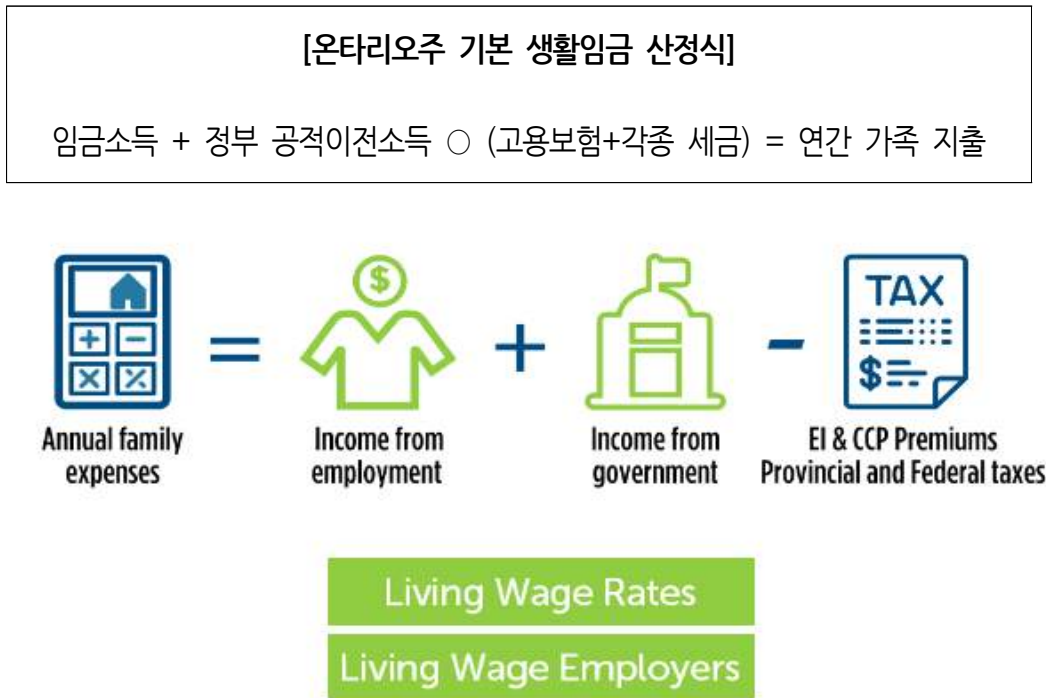 [온타리오주 기본 생활임금 산정식]
임금소득 + 정부 공적이전소득 ○ (고용보험+각종 세금) = 연간 가족 지출
+ −
× %
=
$
+
-
TAX
$
Annual family
expenses
Income from
employment
Income from
government
EI & CCP Premiums
Provincial and Federal taxes
Living Wage Rates
Living Wage Employers